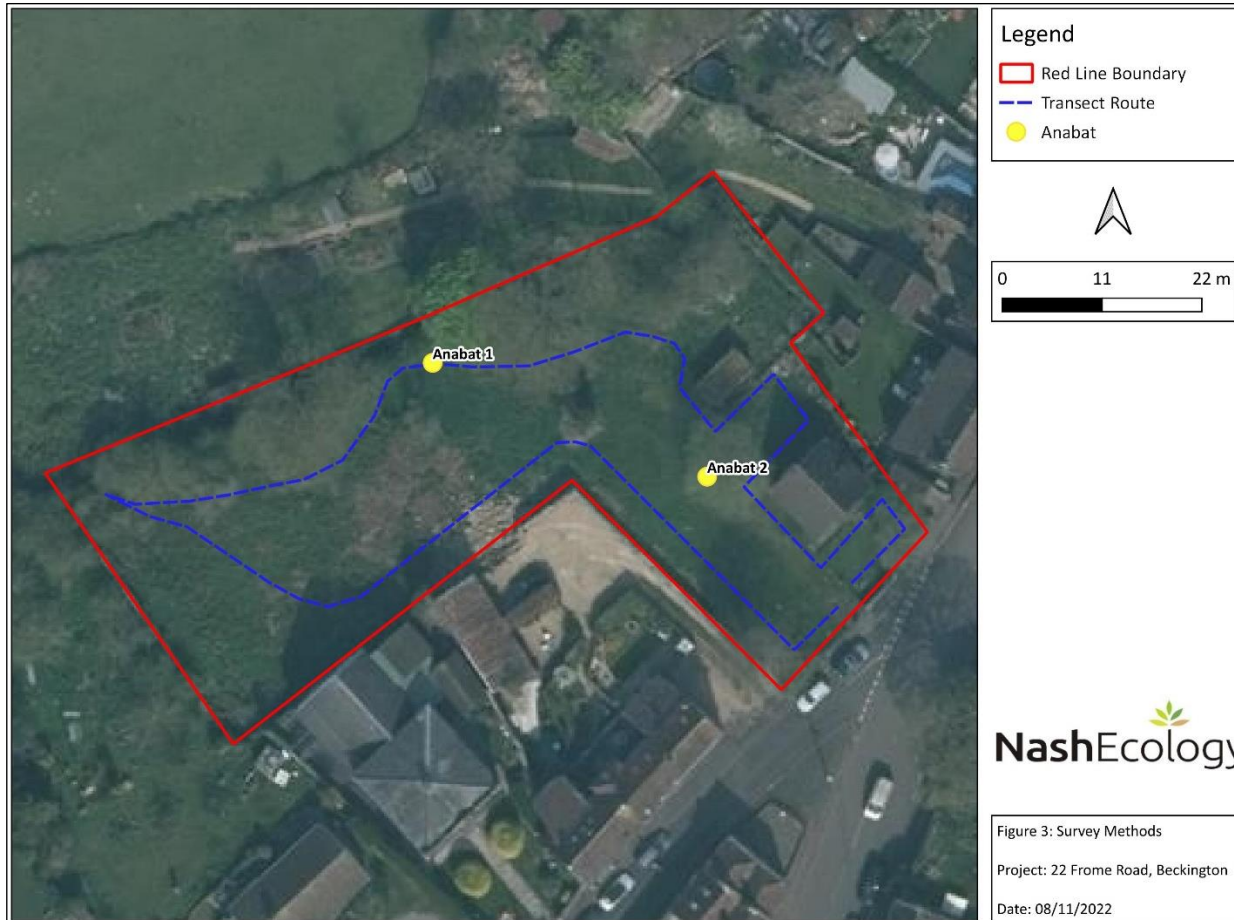 Legend
Red Line Boundary
Transect Route
Anabat
0 11 22 m
Anabat 1
Anabat 2
NashEcology
Figure 3: Survey Methods
Project: 22 Frome Road, Beckington
Date: 08/11/2022